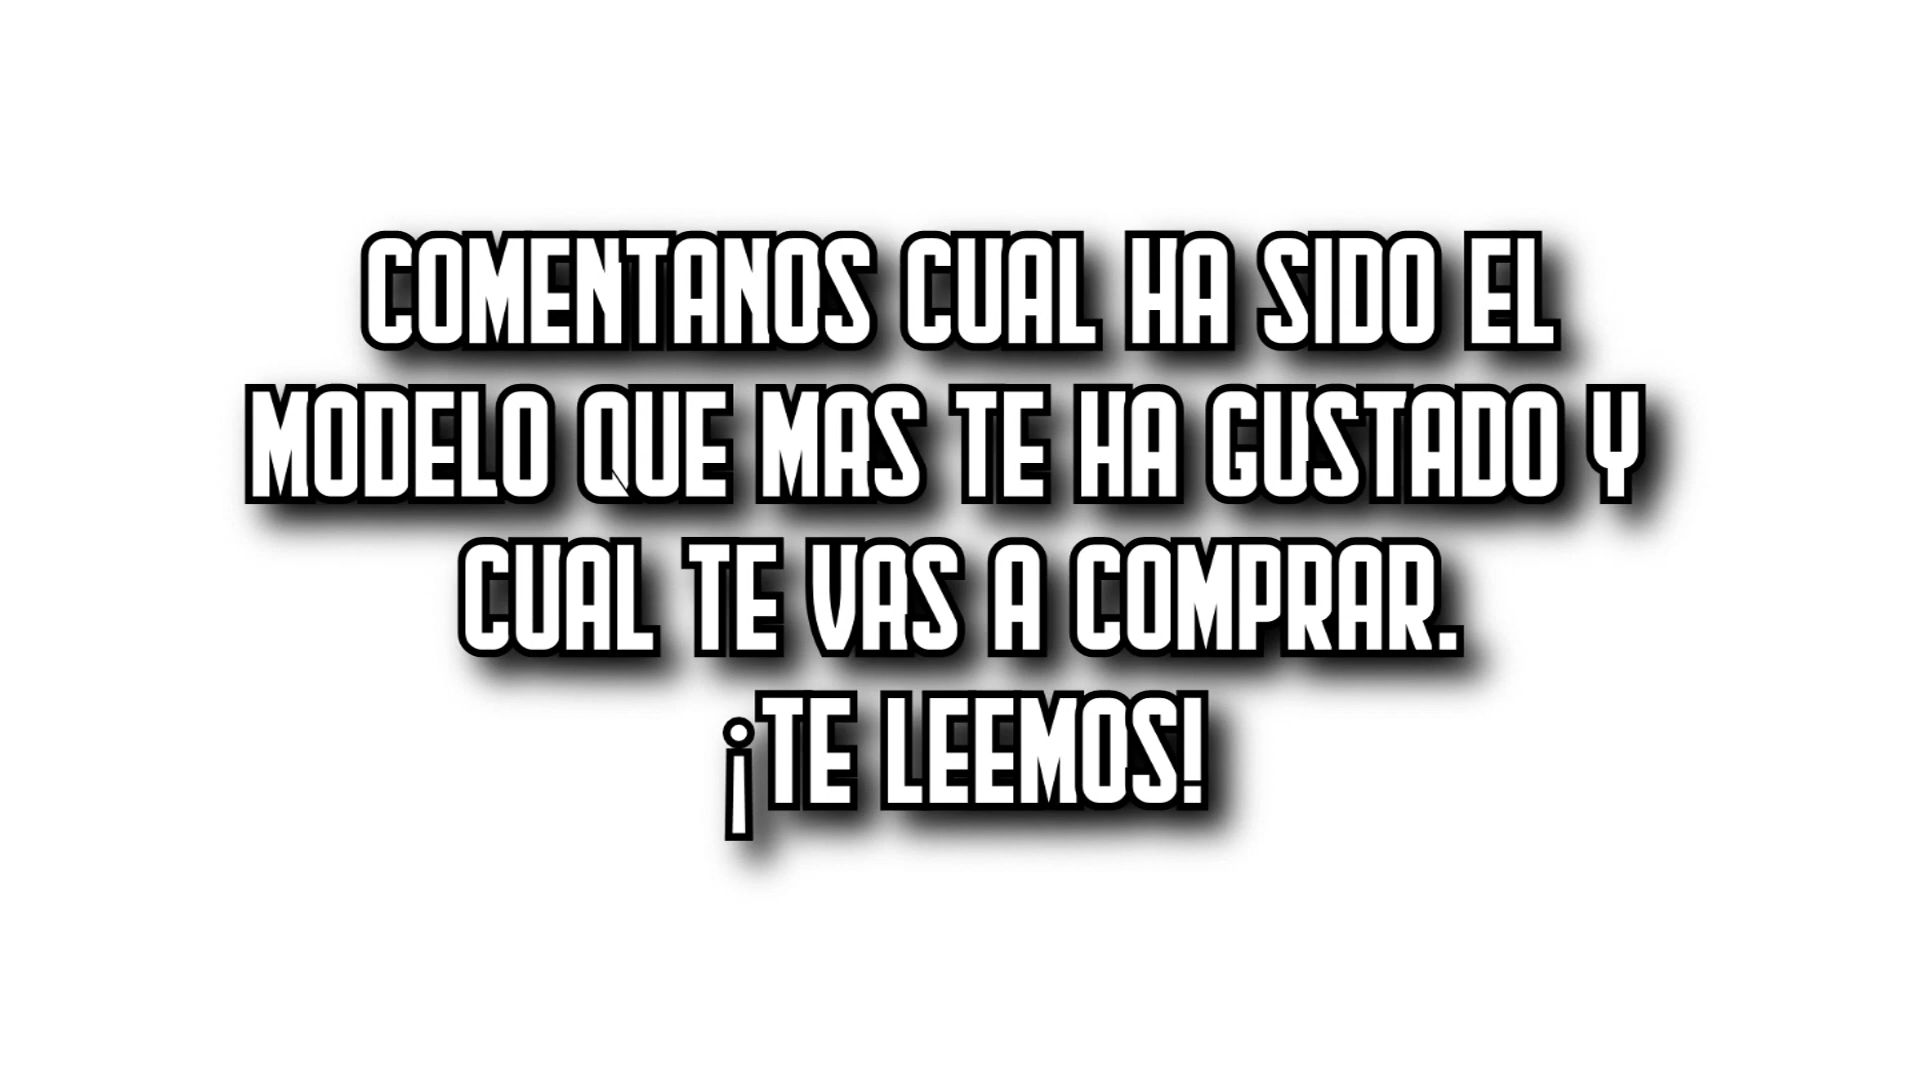 COMENTANOS CUAL HA SIDO EL
MODELO QUE MAS TE HA GUSTADO Y
CUAL TE VAS A COMPRAR.
¡TE LEEMOS!